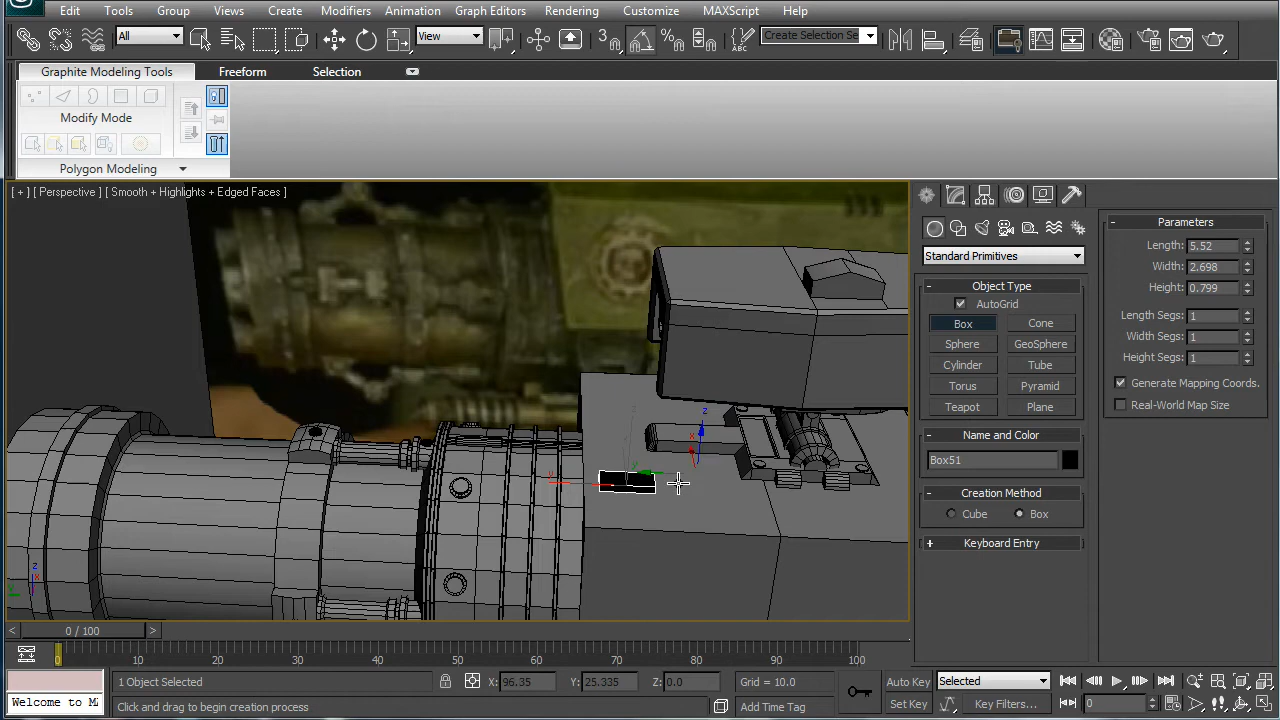 Edit Tools Group Views Create Modifiers Animation Graph Editors Rendering Customize MAXScript Help
All View 3 Create Selection Se
Graphite Modeling Tools Freeform Selection
Modify Mode
Polygon Modeling
[ + ] [ Perspective ] [ Smooth + Highlights + Edged Faces ]
Standard Primitives
- Object Type
AutoGrid
Box Cone
Sphere GeoSphere
Cylinder Tube
Torus Pyramid
Teapot Plane
- Name and Color
Box51
- Creation Method
Cube Box
+ Keyboard Entry
- Parameters
Length: 5.52
Width: 2.698
Height: 0.799
Length Segs: 1
Width Segs: 1
Height Segs: 1
Generate Mapping Coords.
Real-World Map Size
z
x
y
z
x
y
z
x
< 0 / 100 >
0 10 20 30 40 50 60 70 80 90 100
1 Object Selected X: 96.35 Y: 25.335 Z: 0.0 Grid = 10.0 Auto Key Selected
Welcome to M Click and drag to begin creation process Add Time Tag Set Key Key Filters... 0